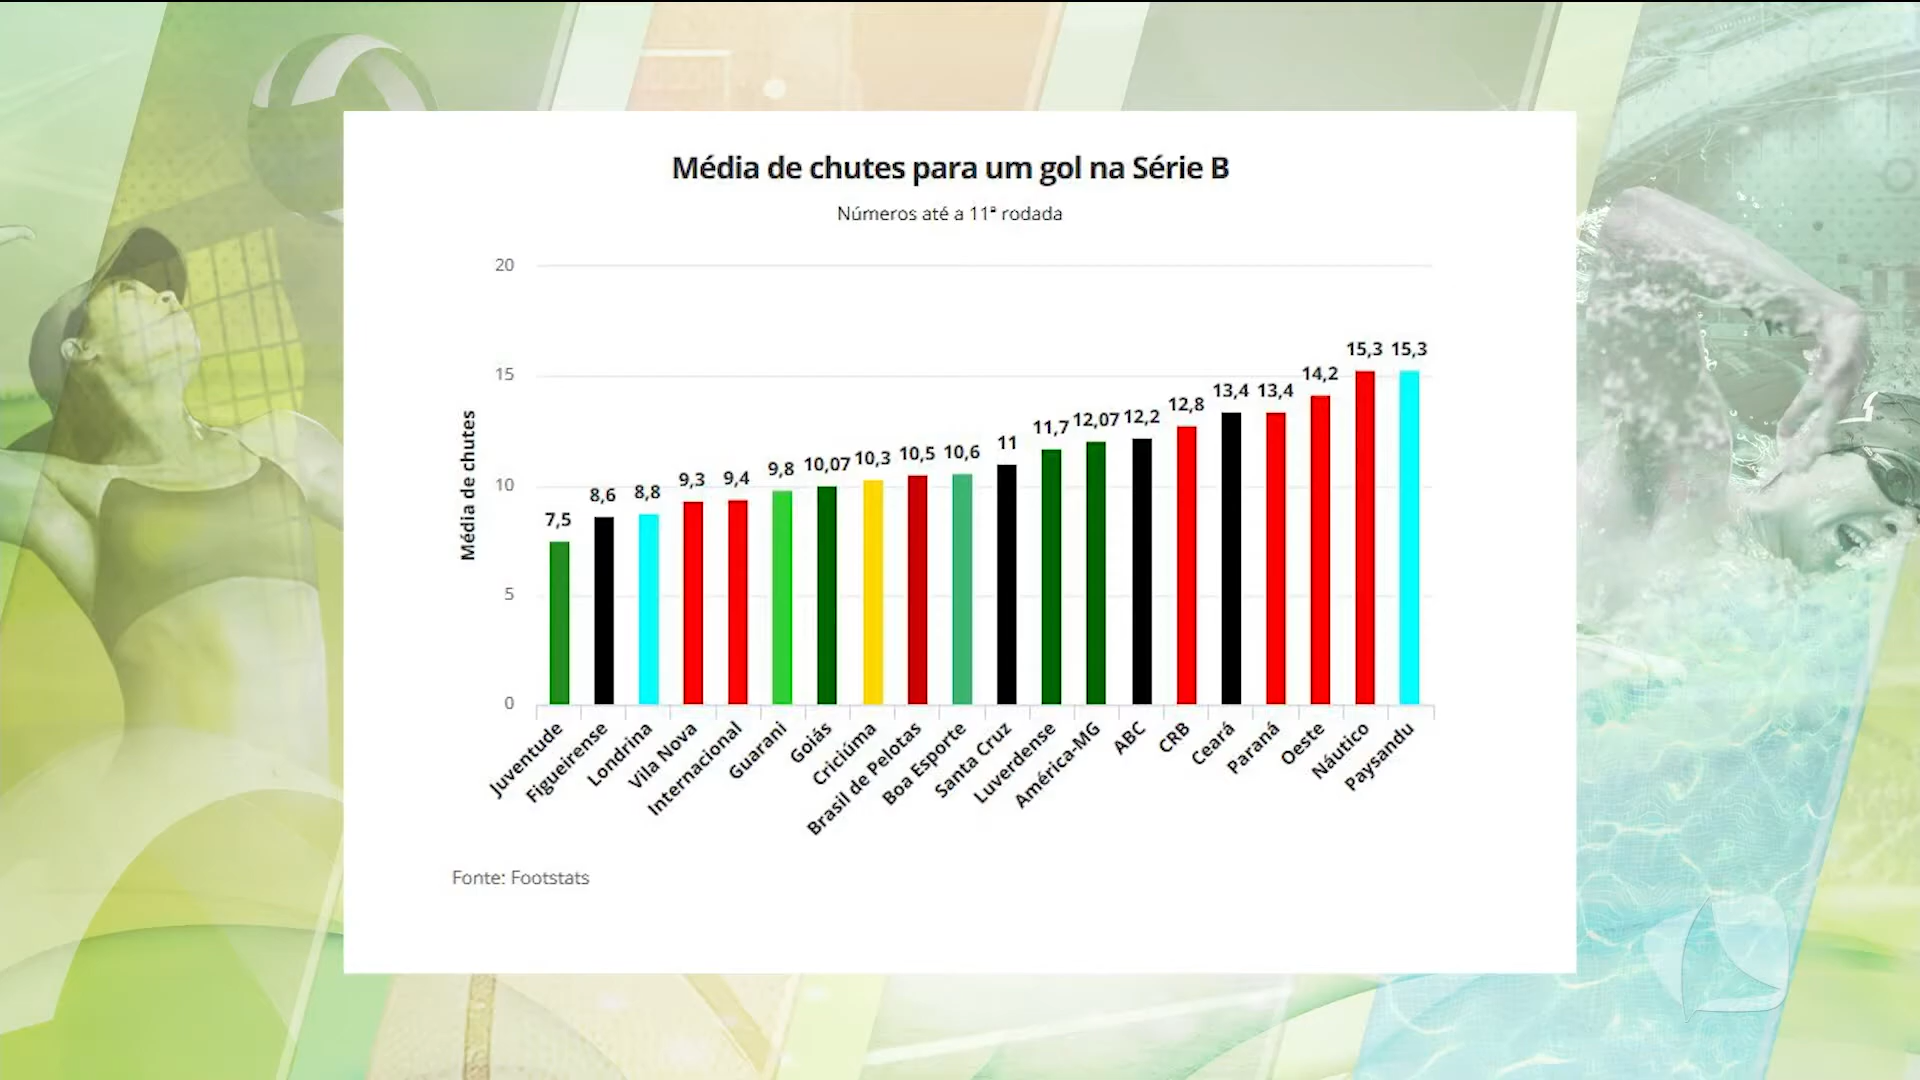 Média de chutes para um gol na Série B
Números até a 11ª rodada
Média de chutes
20
15
10
5
0
7,5
8,6
8,8
9,3
9,4
9,8
10,07
10,3
10,5
10,6
11
11,7
12,07
12,2
12,8
13,4
13,4
14,2
15,3
15,3
Juventude
Figueirense
Londrina
Vila Nova
Internacional
Guarani
Goiás
Criciúma
Brasil de Pelotas
Boa Esporte
Santa Cruz
Luverdense
América-MG
ABC
CRB
Ceará
Paraná
Oeste
Náutico
Paysandu
Fonte: Footstats